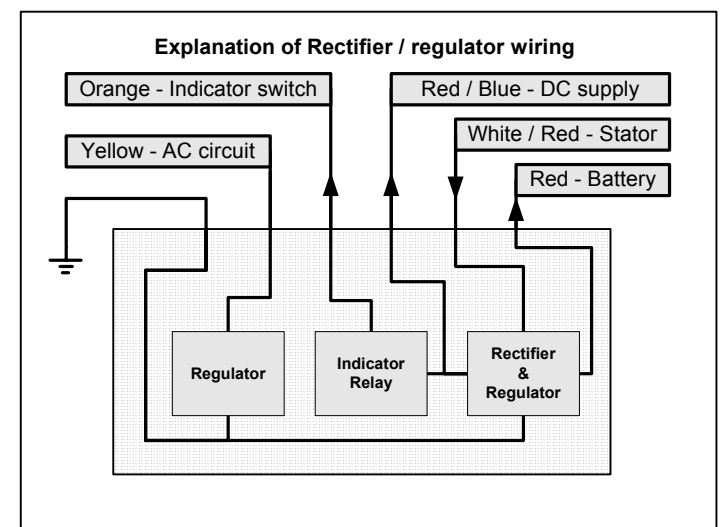 Explanation of Rectifier / regulator wiring
Orange - Indicator switch
Red / Blue - DC supply
Yellow - AC circuit
White / Red - Stator
Red - Battery
Regulator
Indicator
Relay
Rectifier
&
Regulator